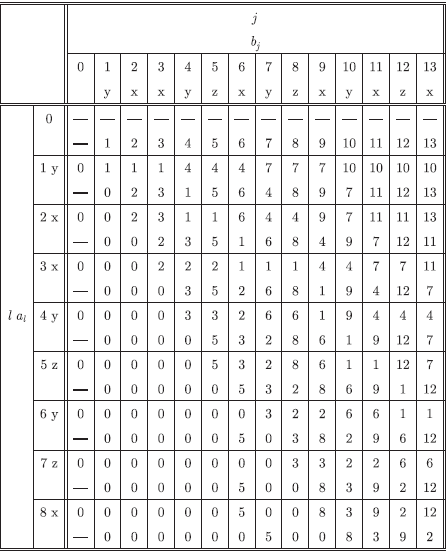 j
b_j
0 1 2 3 4 5 6 7 8 9 10 11 12 13
y x x y z x y z x y x z x
0 — — — — — — — — — — — — — —
— 1 2 3 4 5 6 7 8 9 10 11 12 13
1 y 0 1 1 1 4 4 4 7 7 7 10 10 10 10
— 0 2 3 1 5 6 4 8 9 7 11 12 13
2 x 0 0 2 3 1 1 6 4 4 9 7 11 11 13
— 0 0 2 3 5 1 6 8 4 9 7 12 11
3 x 0 0 0 2 2 2 1 1 1 4 4 7 7 11
— 0 0 0 3 5 2 6 8 1 9 4 12 7
l a_l 4 y 0 0 0 0 3 3 2 6 6 1 9 4 4 4
— 0 0 0 0 5 3 2 8 6 1 9 12 7
5 z 0 0 0 0 0 5 3 2 8 6 1 1 12 7
— 0 0 0 0 0 5 3 2 8 6 9 1 12
6 y 0 0 0 0 0 0 0 3 2 2 6 6 1 1
— 0 0 0 0 5 0 3 8 2 9 6 12
7 z 0 0 0 0 0 0 0 0 3 3 2 2 6 6
— 0 0 0 0 0 5 0 0 8 3 9 2 12
8 x 0 0 0 0 0 0 5 0 0 8 3 9 2 12
— 0 0 0 0 0 0 5 0 0 8 3 9 2